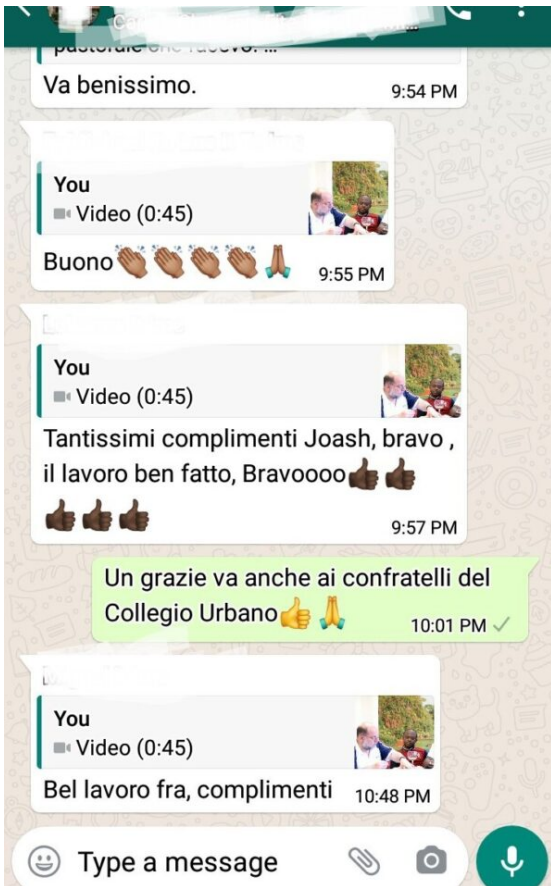 Va benissimo.
9:54 PM
You
Video (0:45)
Buono👏🏾👏🏾👏🏾👏🏾🙏🏾
9:55 PM
You
Video (0:45)
Tantissimi complimenti Joash, bravo ,
il lavoro ben fatto, Bravoooo👍🏿👍🏿
👍🏿👍🏿👍🏿
9:57 PM
Un grazie va anche ai confratelli del
Collegio Urbano👍🙏
10:01 PM
You
Video (0:45)
Bel lavoro fra, complimenti
10:48 PM
Type a message